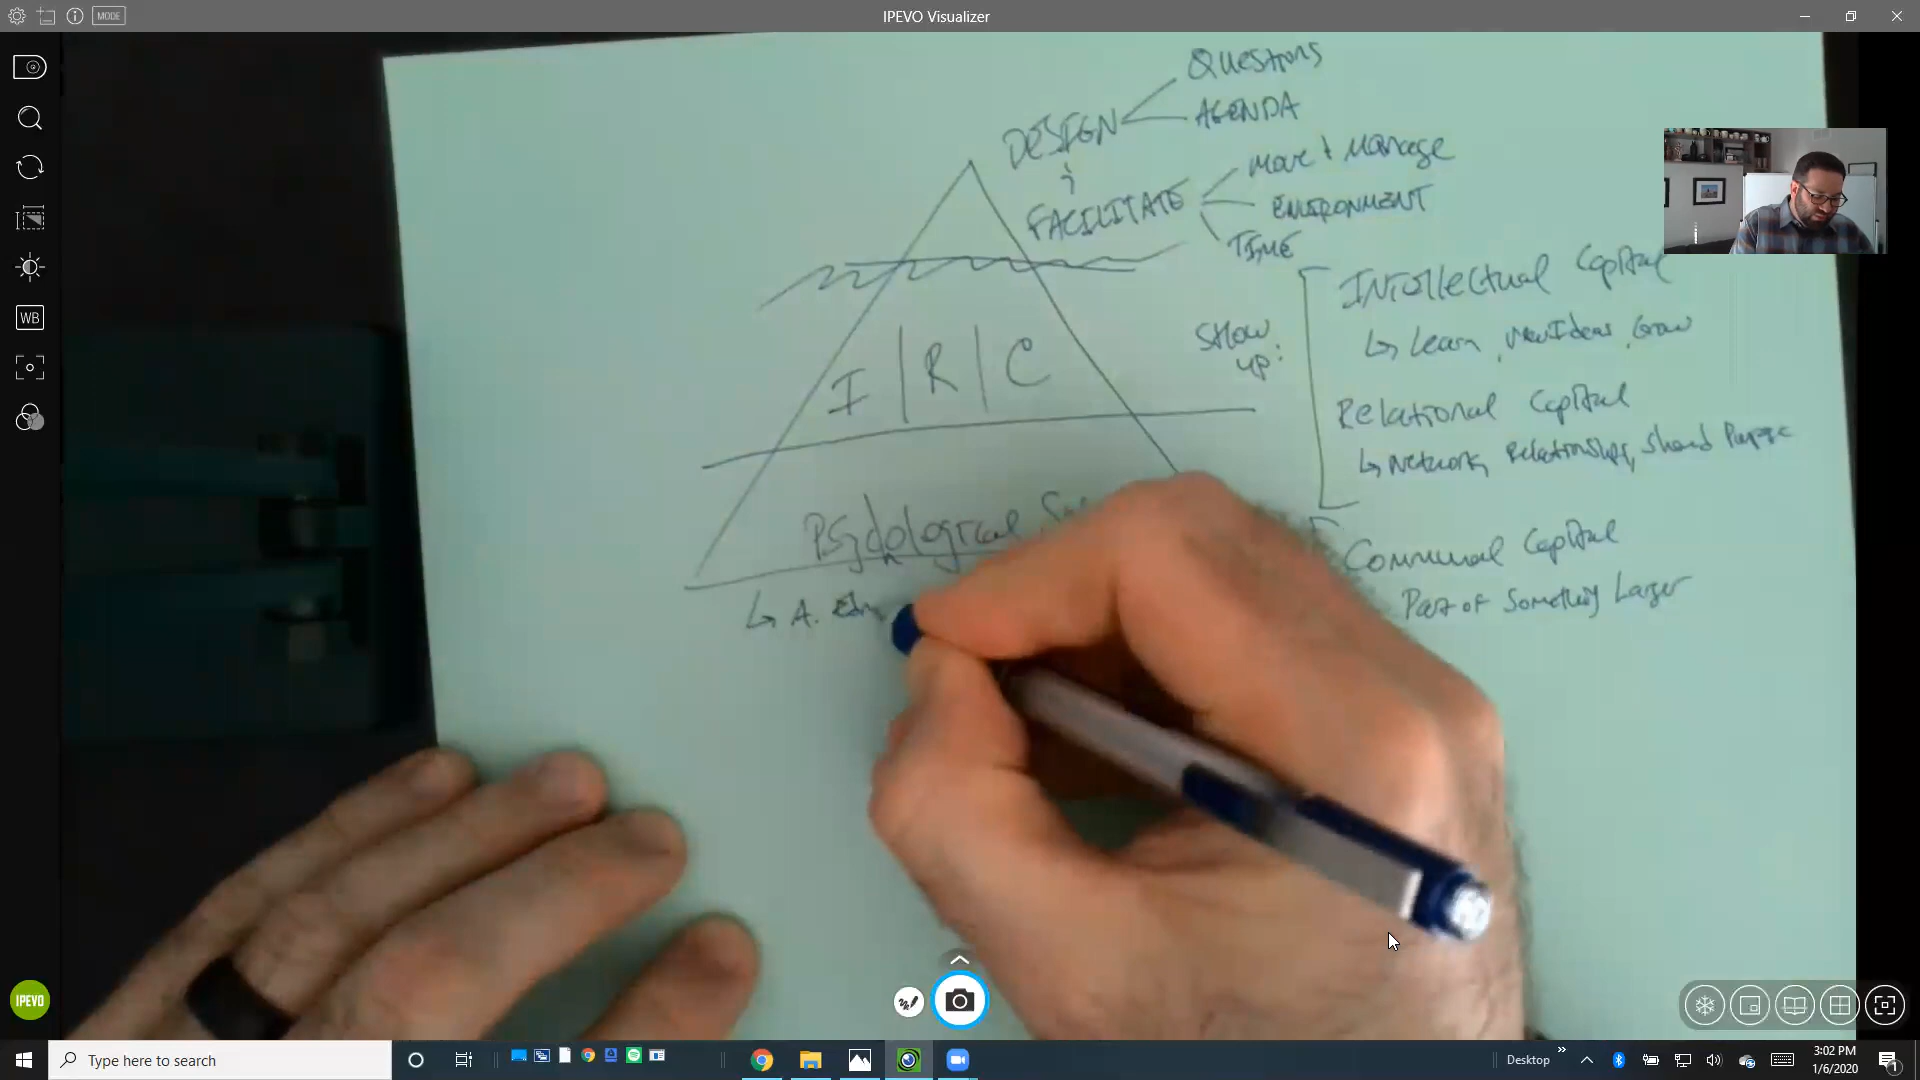 MODE
IPEVO Visualizer
Questions
DESIGN
AGENDA
&
Move + Manage
FACILITATE
ENVIRONMENT
TIME
I | R | C
Show
up:
Intellectual Capital
↳ Learn, New Ideas, Grow
Relational Capital
↳ Network, Relationships, Shared Purpose
Psychological
Communal Capital
Part of Something Larger
↳ A. Edm
WB
IPEVO
Type here to search
Desktop
3:02 PM
1/6/2020
1